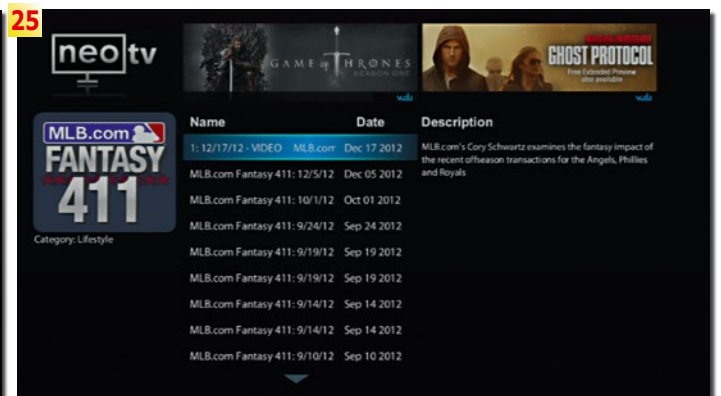 25
neotv
GAME of THRONES
SEASON ONE
vudu
GHOST PROTOCOL
Free Extended Preview
also available
vudu
MLB.com
FANTASY
411
Category: Lifestyle
Name Date Description
1: 12/17/12 - VIDEO MLB.com Dec 17 2012
MLB.com Fantasy 411: 12/5/12 Dec 05 2012
MLB.com Fantasy 411: 10/1/12 Oct 01 2012
MLB.com Fantasy 411: 9/24/12 Sep 24 2012
MLB.com Fantasy 411: 9/19/12 Sep 19 2012
MLB.com Fantasy 411: 9/19/12 Sep 19 2012
MLB.com Fantasy 411: 9/14/12 Sep 14 2012
MLB.com Fantasy 411: 9/14/12 Sep 14 2012
MLB.com Fantasy 411: 9/10/12 Sep 10 2012
MLB.com's Cory Schwartz examines the fantasy impact of
the recent offseason transactions for the Angels, Phillies
and Royals